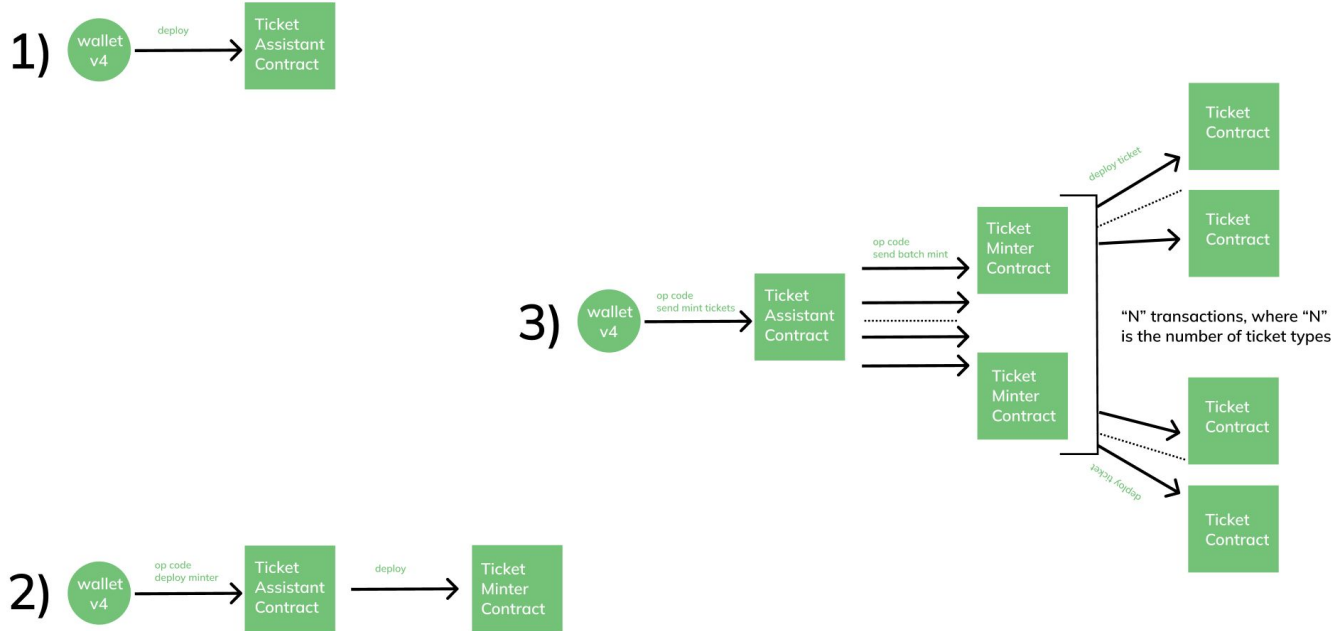 1)
wallet
v4
deploy
Ticket
Assistant
Contract
3)
wallet
v4
op code
send mint tickets
Ticket
Assistant
Contract
op code
send batch mint
Ticket
Minter
Contract
Ticket
Minter
Contract
deploy ticket
Ticket
Contract
Ticket
Contract
“N” transactions, where “N”
is the number of ticket types
Ticket
Contract
deploy ticket
Ticket
Contract
2)
wallet
v4
op code
deploy minter
Ticket
Assistant
Contract
deploy
Ticket
Minter
Contract